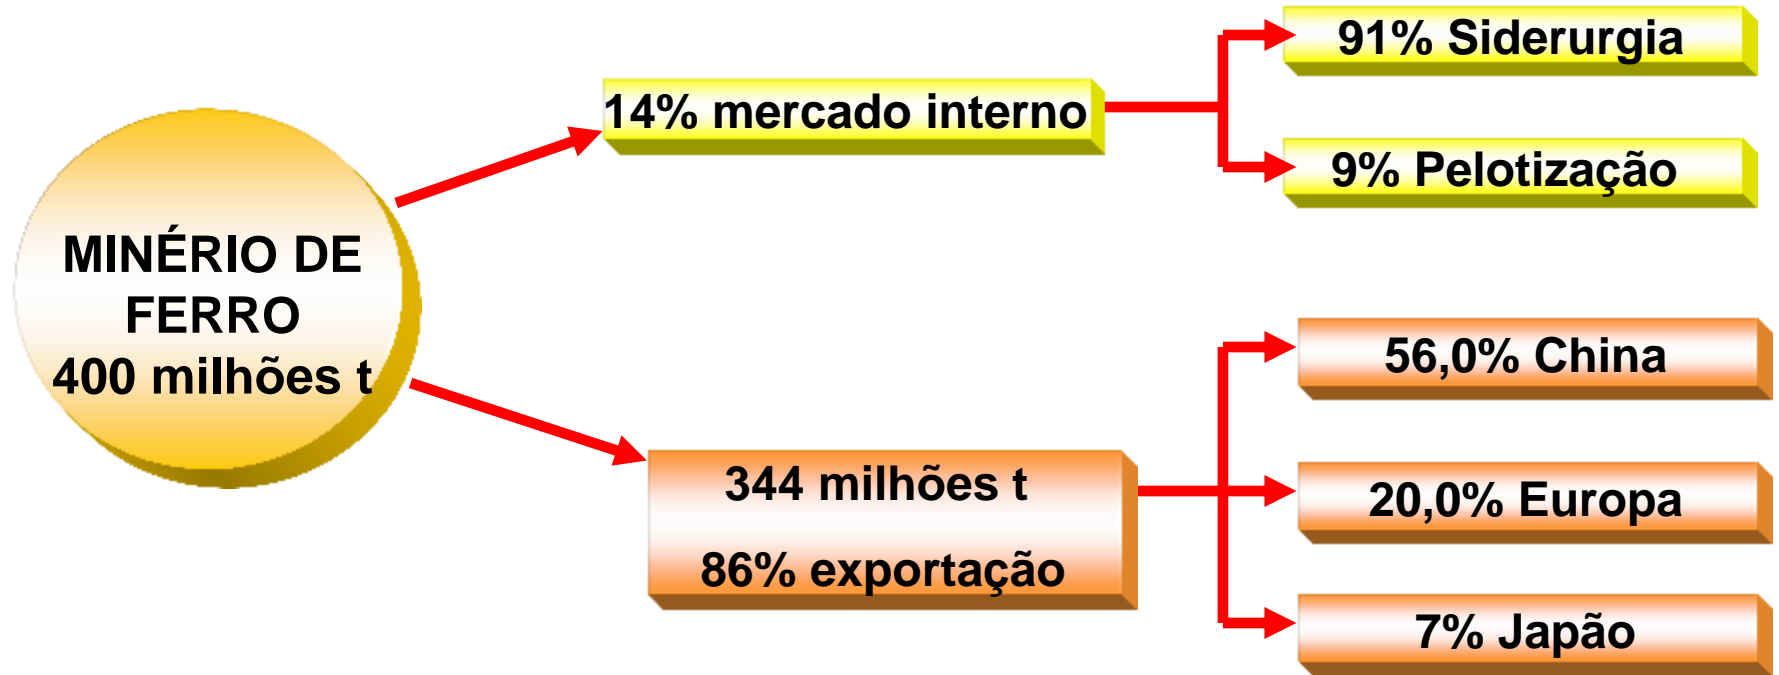 MINÉRIO DE
FERRO
400 milhões t
14% mercado interno
91% Siderurgia
9% Pelotização
344 milhões t
86% exportação
56,0% China
20,0% Europa
7% Japão